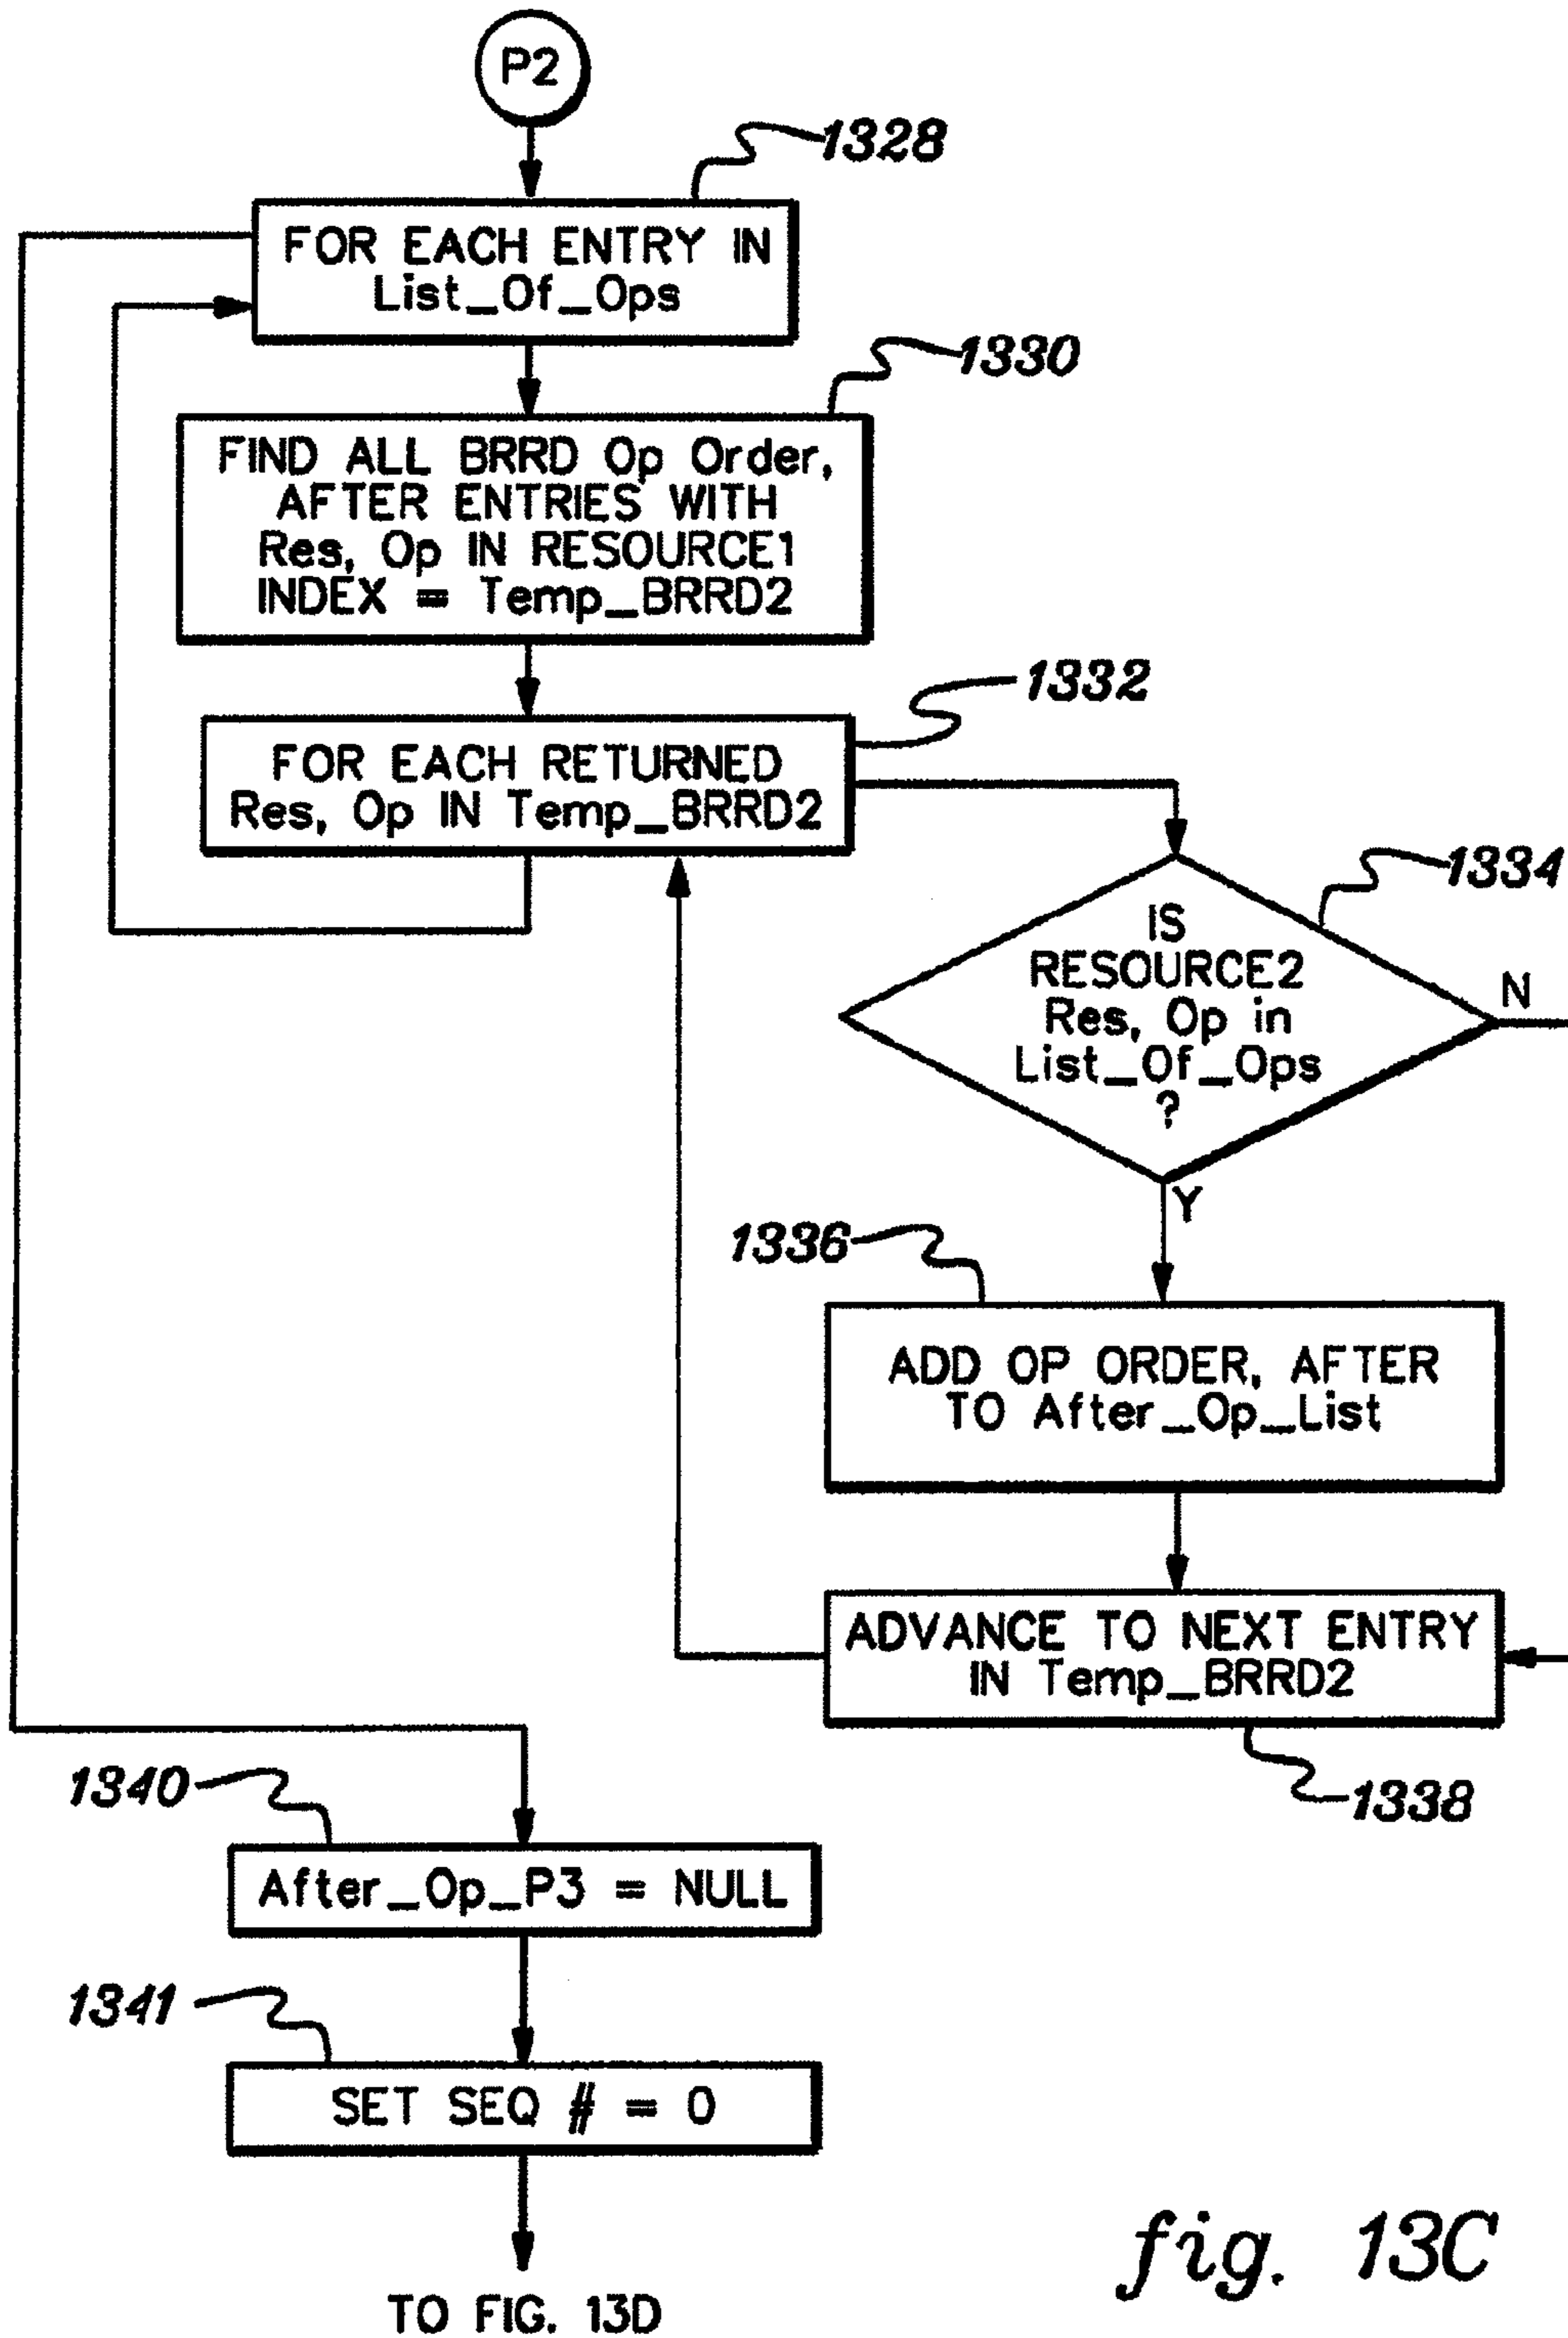 P2
1328
FOR EACH ENTRY IN
List_Of_Ops
1330
FIND ALL BRRD Op Order,
AFTER ENTRIES WITH
Res, Op IN RESOURCE1
INDEX = Temp_BRRD2
1332
FOR EACH RETURNED
Res, Op IN Temp_BRRD2
1334
IS
RESOURCE2
Res, Op in
List_Of_Ops
?
N
Y
1336
ADD OP ORDER, AFTER
TO After_Op_List
ADVANCE TO NEXT ENTRY
IN Temp_BRRD2
1338
1340
After_Op_P3 = NULL
1341
SET SEQ # = 0
TO FIG. 13D
fig. 13C